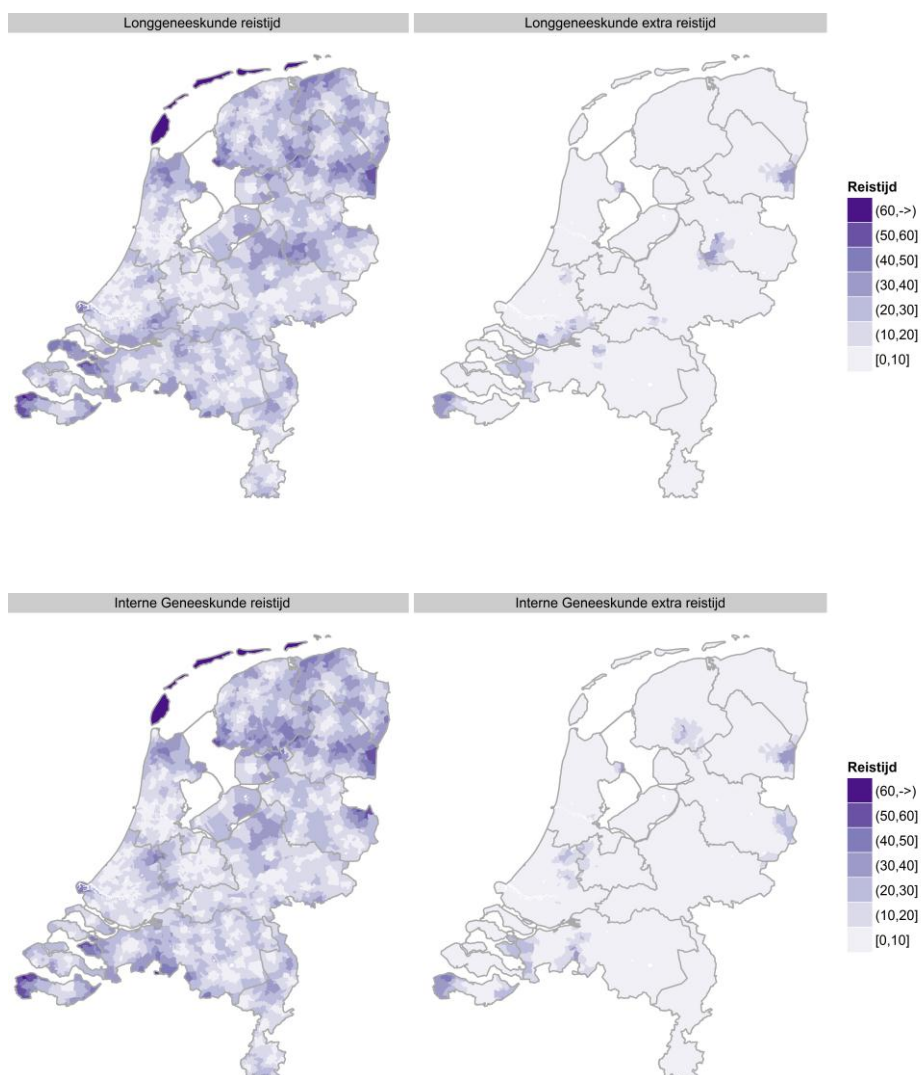 Longgeneeskunde reistijd
Longgeneeskunde extra reistijd
Reistijd
(60,->)
(50,60]
(40,50]
(30,40]
(20,30]
(10,20]
[0,10]
Interne Geneeskunde reistijd
Interne Geneeskunde extra reistijd
Reistijd
(60,->)
(50,60]
(40,50]
(30,40]
(20,30]
(10,20]
[0,10]